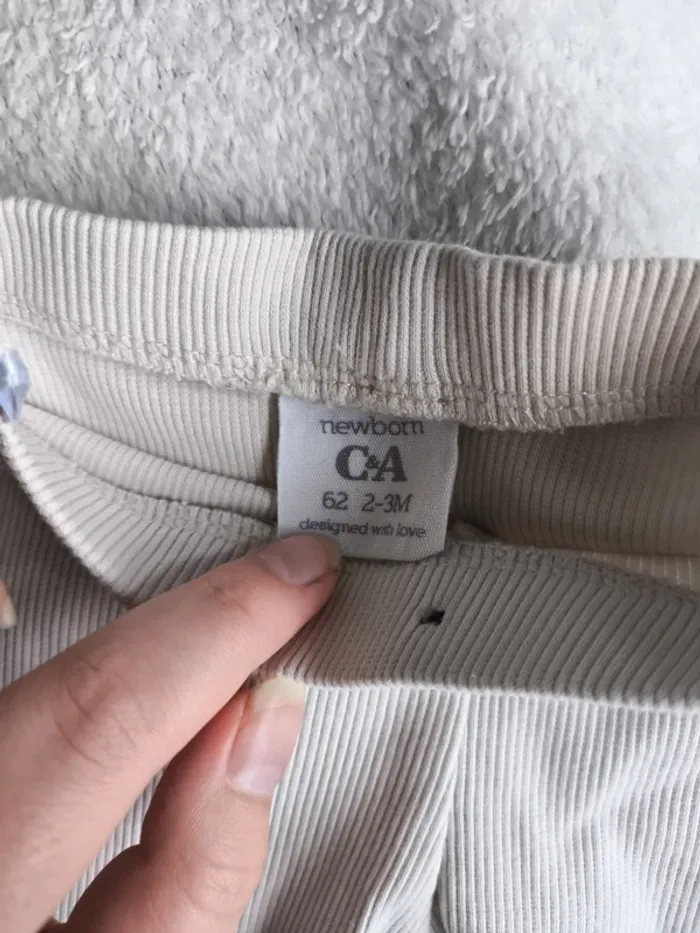 newborn
C&A
62 2-3M
designed with love